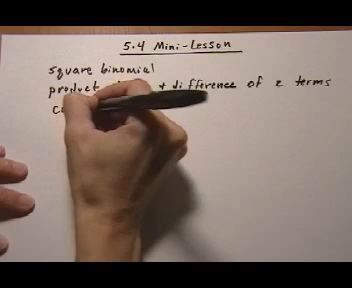 5.4 Mini-Lesson
square binomial
product + difference of 2 terms